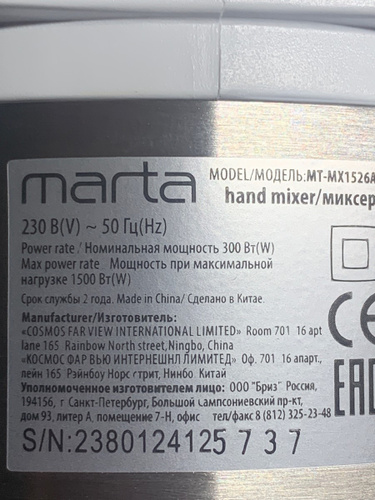 marta
MODEL/МОДЕЛЬ:MT-MX1526A
hand mixer/миксер
230 В(V) ~ 50 Гц(Hz)
Power rate / Номинальная мощность 300 Вт(W)
Max power rate / Мощность при максимальной
нагрузке 1500 Вт(W)
Срок службы 2 года. Made in China/ Сделано в Китае.
Manufacturer/Изготовитель:
«COSMOS FAR VIEW INTERNATIONAL LIMITED» Room 701 16 apt
lane 165 Rainbow North street,Ningbo, China
«КОСМОС ФАР ВЬЮ ИНТЕРНЕШНЛ ЛИМИТЕД» Оф. 701 16 апарт.,
лейн 165 Рэйнбоу Норс стрит, Нинбо Китай
Уполномоченное изготовителем лицо: ООО "Бриз" Россия,
194156, г Санкт-Петербург, Большой Сампсониевский пр-кт,
дом 93, литер А, помещение 7-Н, офис тел/факс 8 (812) 325-23-48
CE
EAC
S/N:2380124125 7 3 7